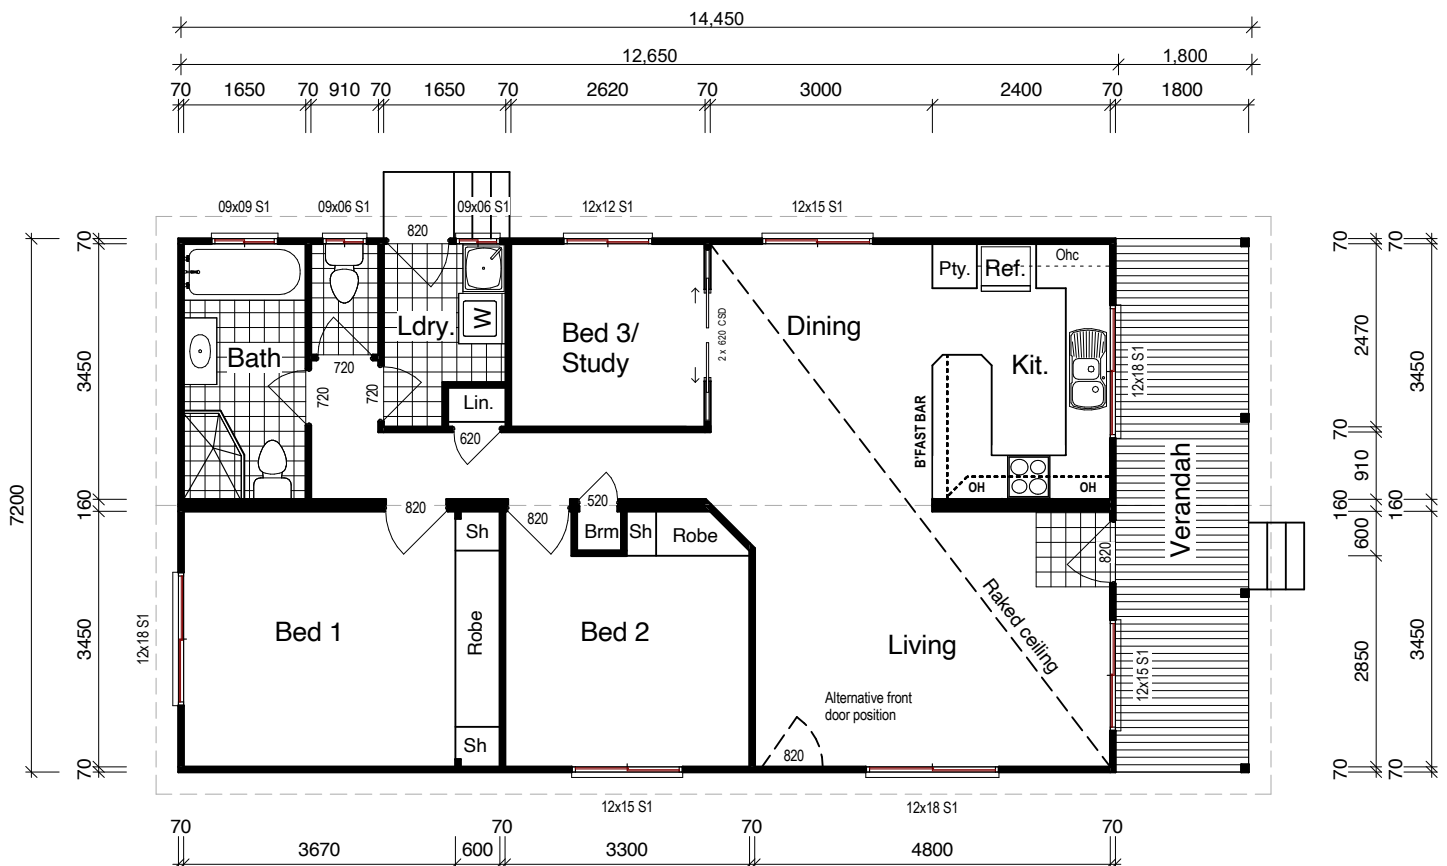 14,450
12,650 1,800
70 1650 70 910 70 1650 70 2620 70 3000 2400 70 1800
09x09 S1 09x06 S1 09x06 S1 12x12 S1 12x15 S1
820
Pty. Ref. Ohc
Bath
720
720
720
Ldry.
W
Lin.
620
Bed 3/
Study
2 x 620 CSD
Dining
Kit.
B'FAST BAR
OH OH
12x18 S1
Verandah
820
820
520
820
Sh
Brm
Sh
Robe
Bed 1
Robe
Sh
Bed 2
Living
Raked ceiling
Alternative front
door position
820
12x18 S1
12x15 S1
12x15 S1
12x18 S1
7200
70
3450
160
3450
70
70
2470
70
910
160
600
2850
70
70
3450
160
3450
70
70 70 70 70
3670 600 3300 4800